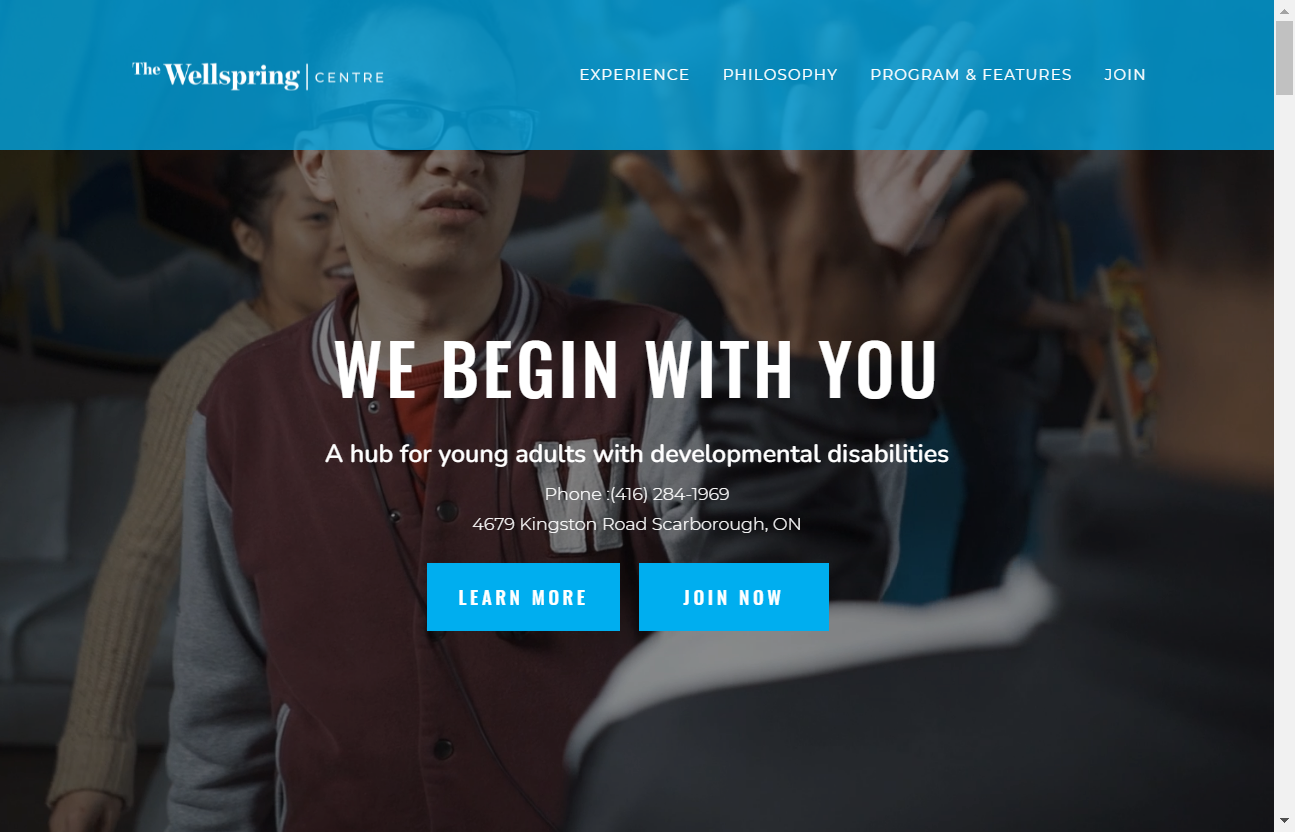 The Wellspring | CENTRE
EXPERIENCE PHILOSOPHY PROGRAM & FEATURES JOIN
WE BEGIN WITH YOU
A hub for young adults with developmental disabilities
W
Phone :(416) 284-1969
4679 Kingston Road Scarborough, ON
LEARN MORE JOIN NOW